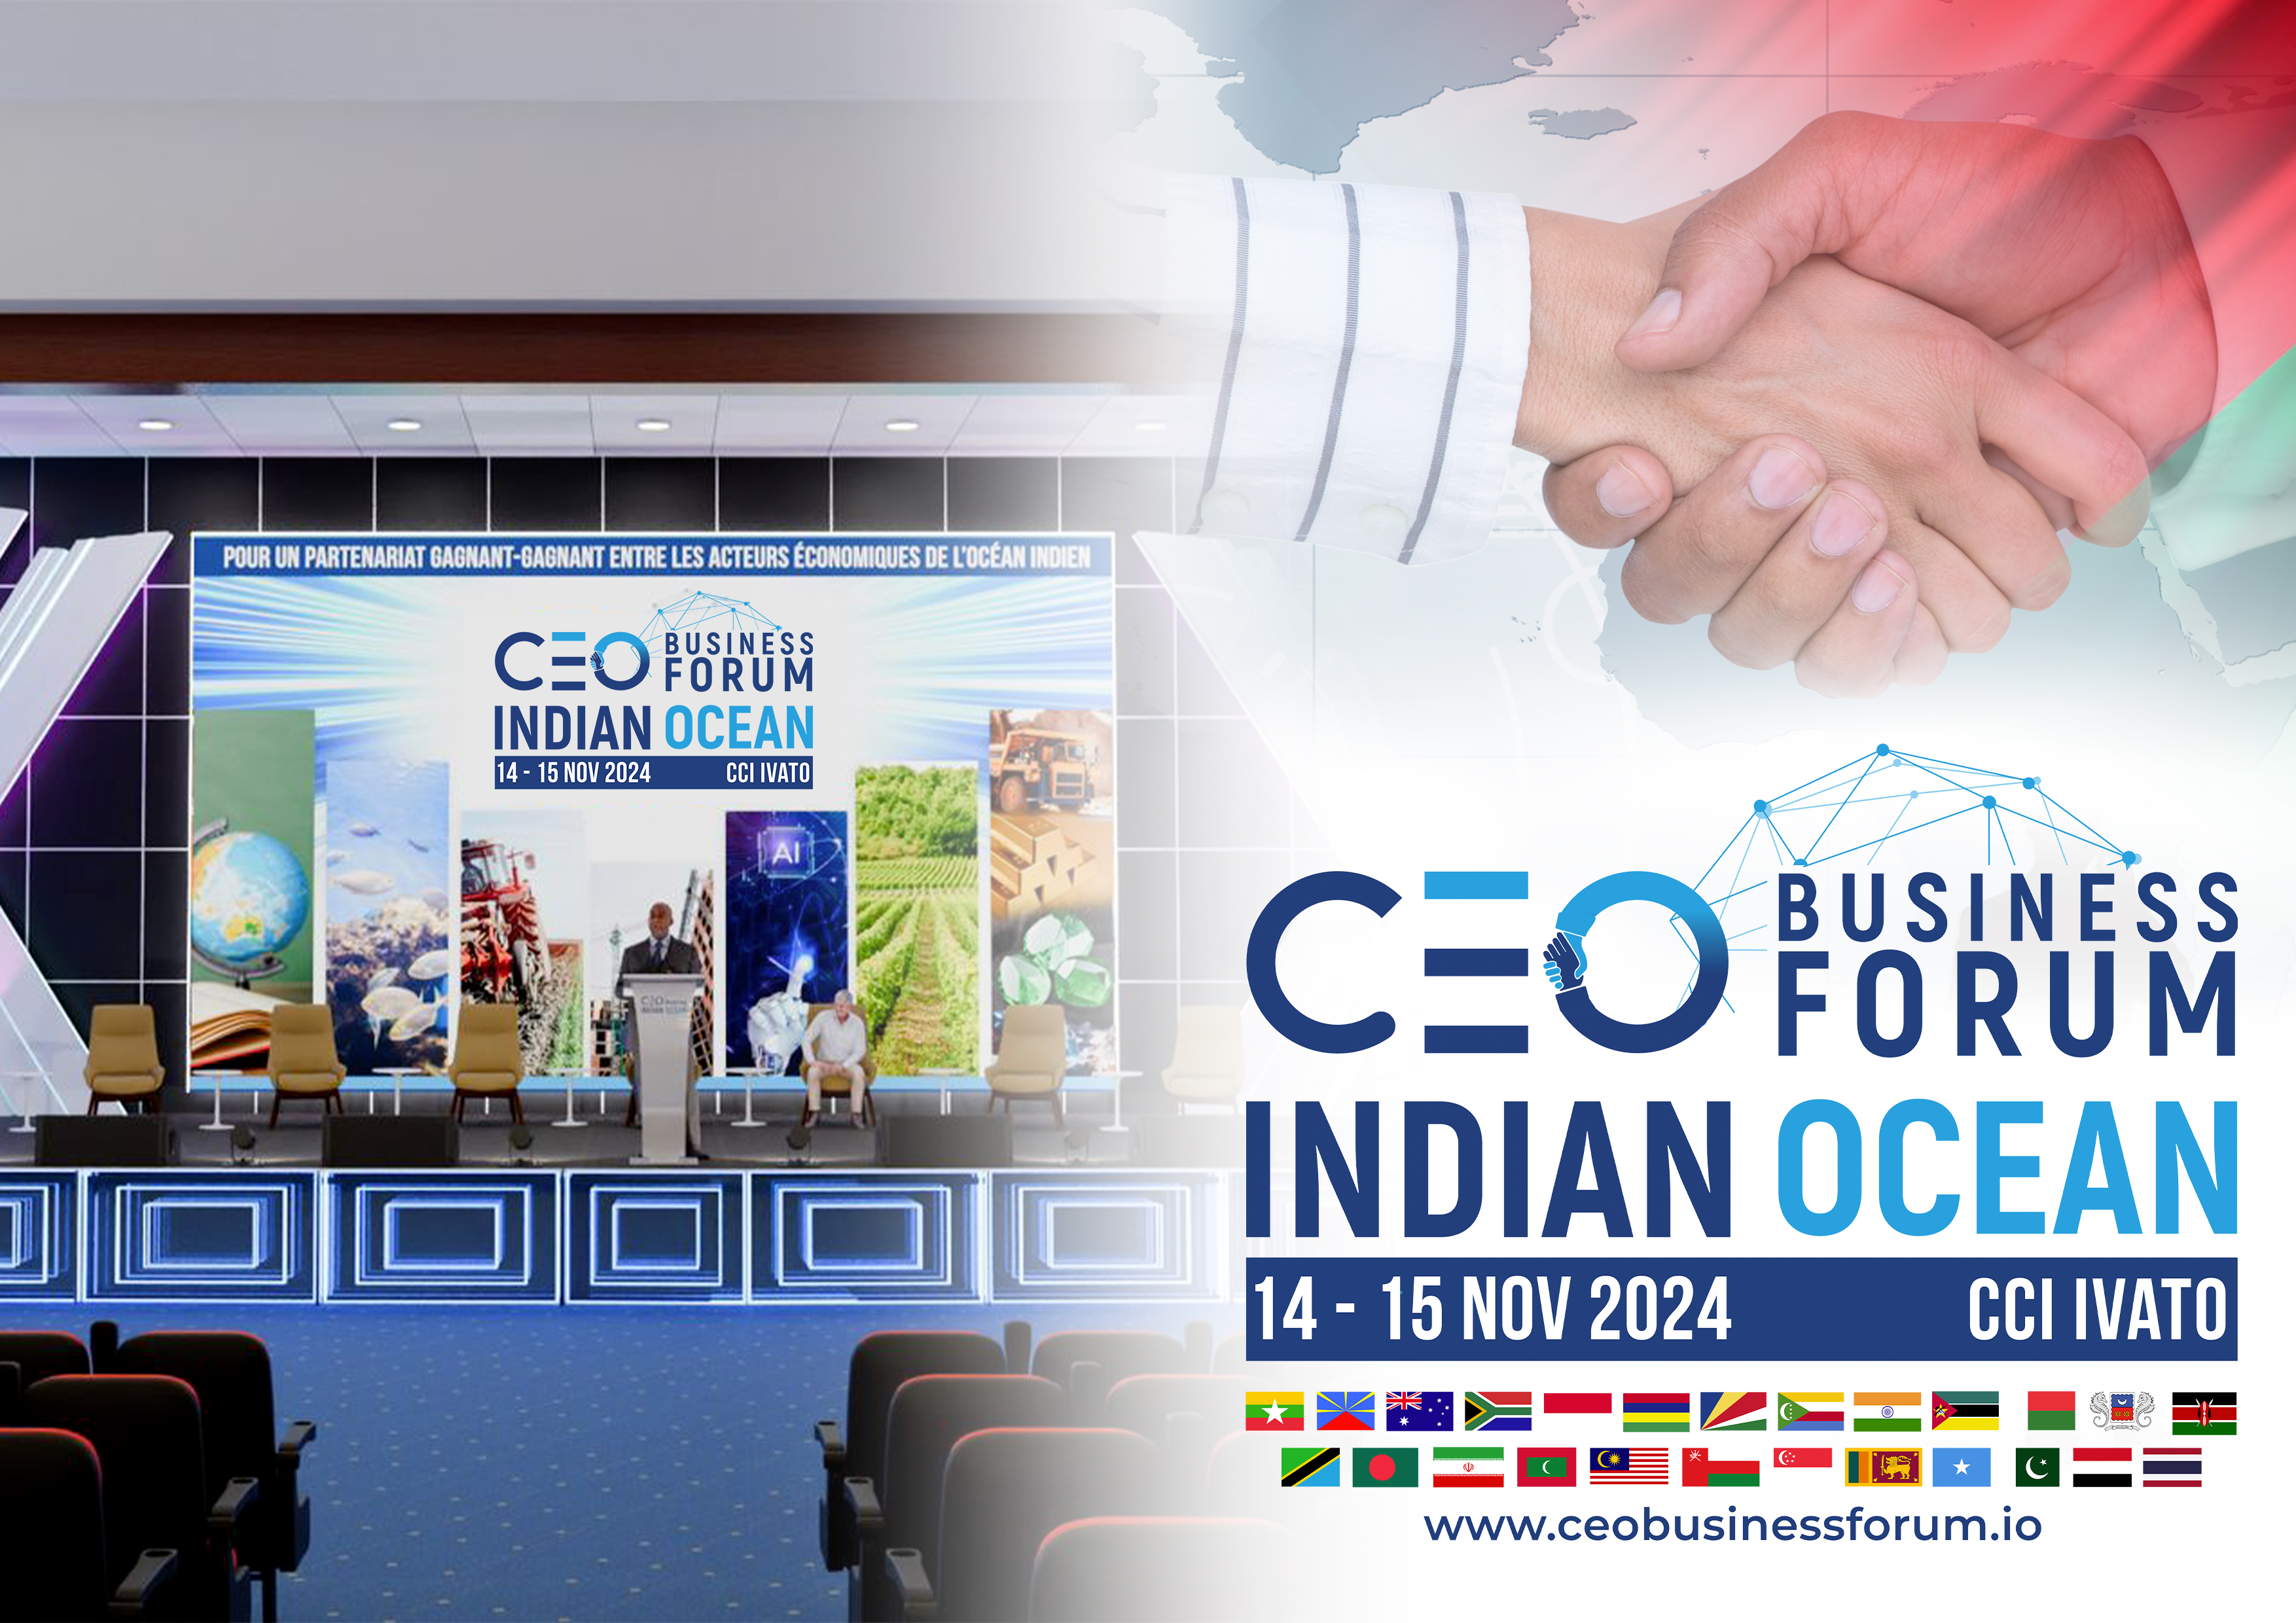 POUR UN PARTENARIAT GAGNANT-GAGNANT ENTRE LES ACTEURS ÉCONOMIQUES DE L'OCÉAN INDIEN
CEO BUSINESS
FORUM
INDIAN OCEAN
14 - 15 NOV 2024 CCI IVATO
AI
CEO BUSINESS
FORUM
INDIAN OCEAN
14 - 15 NOV 2024 CCI IVATO
www.ceobusinessforum.io